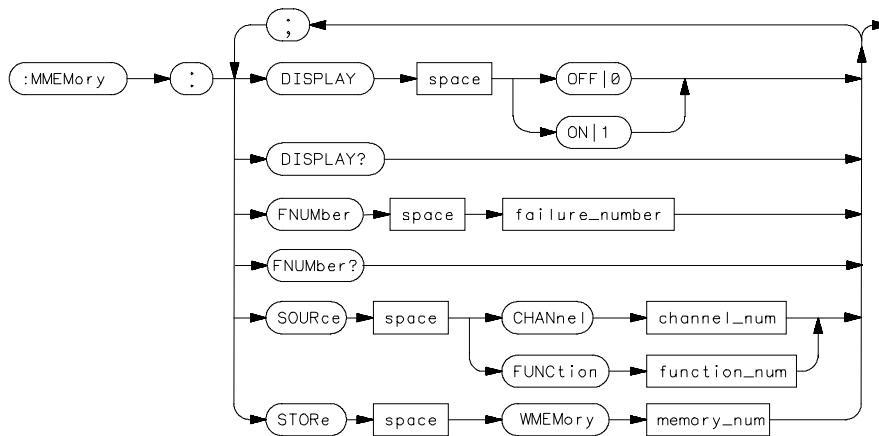 ;
:MMEMory : DISPLAY space OFF|0
ON|1
DISPLAY?
FNUMber space failure_number
FNUMber?
SOURce space CHANnel channel_num
FUNCtion function_num
STORe space WMEMory memory_num